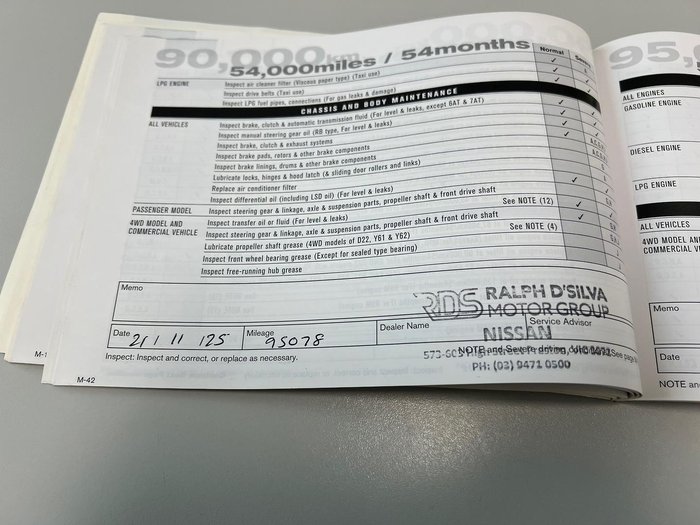 90,000km
54,000miles / 54months
Normal
LPG ENGINE
Inspect air cleaner filter (Viscous paper type) (Taxi use)
Inspect drive belts (Taxi use)
Inspect LPG fuel pipes, connections (For gas leaks & damage)
CHASSIS AND BODY MAINTENANCE
ALL VEHICLES
Inspect brake, clutch & automatic transmission fluid (For level & leaks, except 6AT & 7AT)
Inspect manual steering gear oil (RB type, For level & leaks)
Inspect brake, clutch & exhaust systems
Inspect brake pads, rotors & other brake components
Inspect brake linings, drums & other brake components
Lubricate locks, hinges & hood latch (& sliding door rollers and links)
Replace air conditioner filter
Inspect differential oil (including LSD oil) (For level & leaks)
PASSENGER MODEL
Inspect steering gear & linkage, axle & suspension parts, propeller shaft & front drive shaft
4WD MODEL AND
COMMERCIAL VEHICLE
Inspect transfer oil or fluid (For level & leaks)
See NOTE (12)
Inspect steering gear & linkage, axle & suspension parts, propeller shaft & front drive shaft
Lubricate propeller shaft grease (4WD models of D22, Y61 & Y62)
See NOTE (4)
Inspect front wheel bearing grease (Except for sealed type bearing)
Inspect free-running hub grease
Memo
RDS RALPH D'SILVA
MOTOR GROUP
Date 21 / 11 / 25
Mileage 95078
Dealer Name
Service Advisor
NISSAN
Inspect: Inspect and correct, or replace as necessary.
NOTE and Severe driving
PH: (03) 9471 0500
M-42
M-1
95,
ALL ENGINES
GASOLINE ENGINE
DIESEL ENGINE
LPG ENGINE
ALL VEHICLES
4WD MODEL AND
COMMERCIAL
Memo
Date
NOTE an